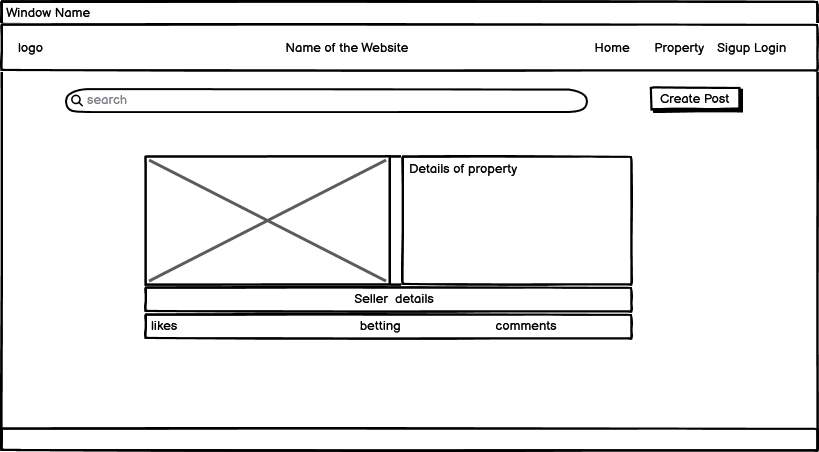 Window Name
logo Name of the Website Home Property Sigup Login
search Create Post
Details of property
Seller details
likes betting comments